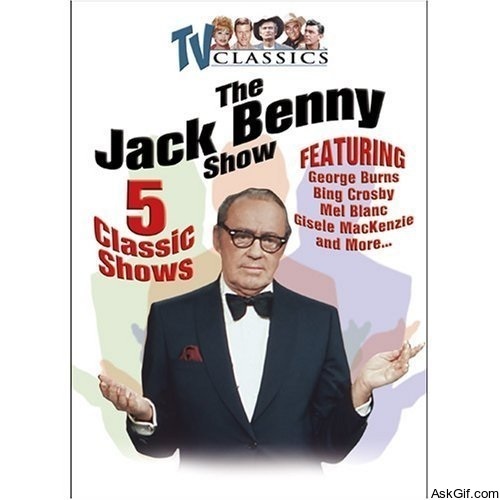 TV CLASSICS
The
Jack Benny
Show
FEATURING
George Burns
Bing Crosby
Mel Blanc
Gisele MacKenzie
and More...
5
Classic
Shows
AskGif.com